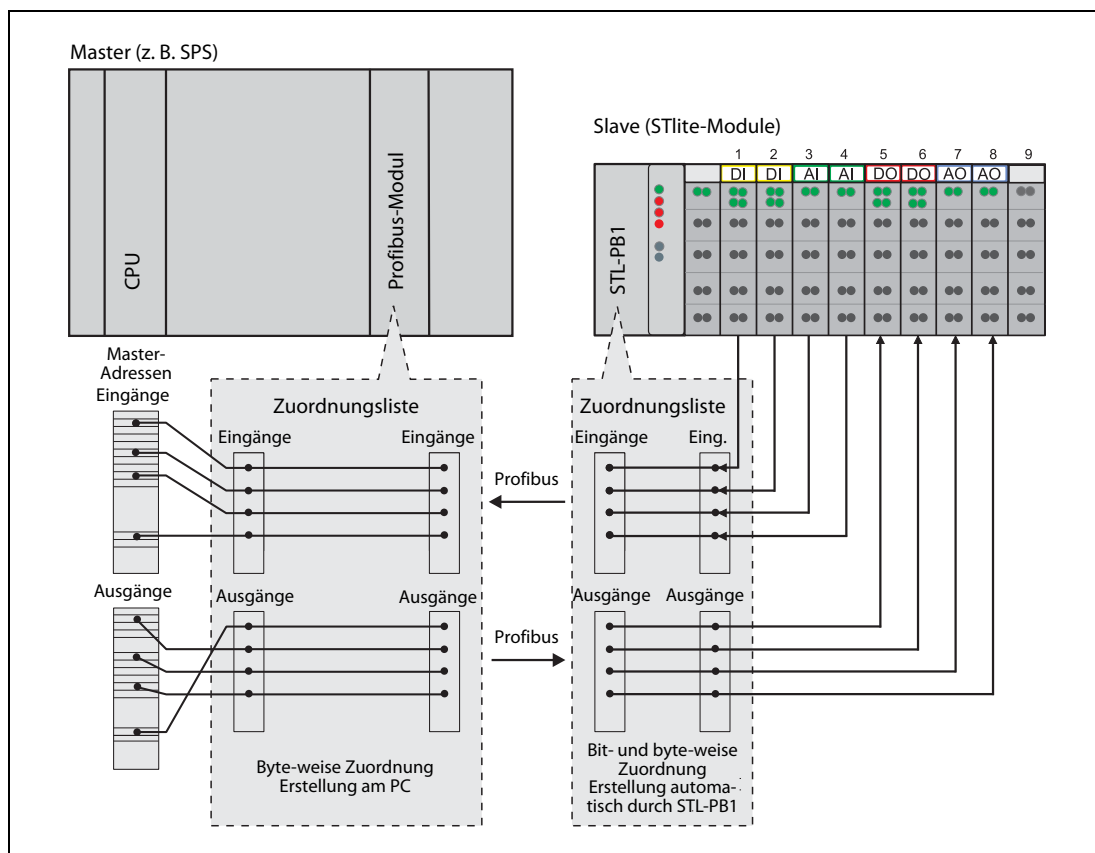 Master (z. B. SPS)
CPU
Profibus-Modul
Slave (STlite-Module)
1 2 3 4 5 6 7 8 9
DI DI AI AI DO DO AO AO
STL-PB1
Master-
Adressen
Eingänge
Zuordnungsliste
Eingänge Eingänge
Profibus
Zuordnungsliste
Eingänge Eing.
Ausgänge
Ausgänge Ausgänge
Profibus
Ausgänge Ausgänge
Byte-weise Zuordnung
Erstellung am PC
Bit- und byte-weise
Zuordnung
Erstellung automa-
tisch durch STL-PB1